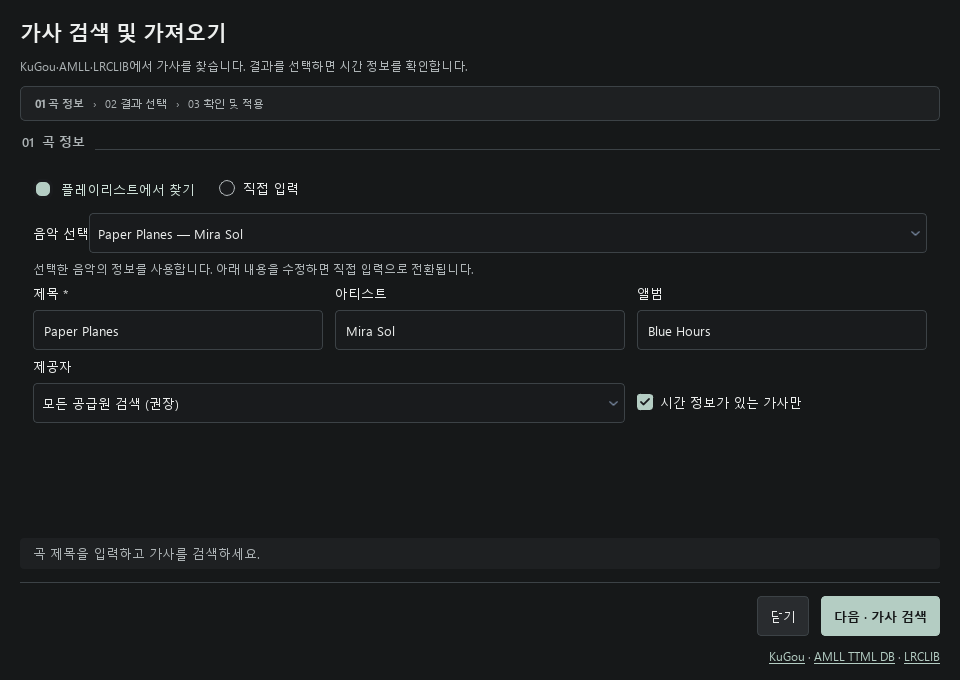 가사 검색 및 가져오기
KuGou·AMLL·LRCLIB에서 가사를 찾습니다. 결과를 선택하면 시간 정보를 확인합니다.
01 곡 정보 › 02 결과 선택 › 03 확인 및 적용
01 곡 정보
플레이리스트에서 찾기 직접 입력
음악 선택 Paper Planes — Mira Sol
선택한 음악의 정보를 사용합니다. 아래 내용을 수정하면 직접 입력으로 전환됩니다.
제목 * 아티스트 앨범
Paper Planes Mira Sol Blue Hours
제공자
모든 공급원 검색 (권장) 시간 정보가 있는 가사만
곡 제목을 입력하고 가사를 검색하세요.
닫기 다음 · 가사 검색
KuGou · AMLL TTML DB · LRCLIB